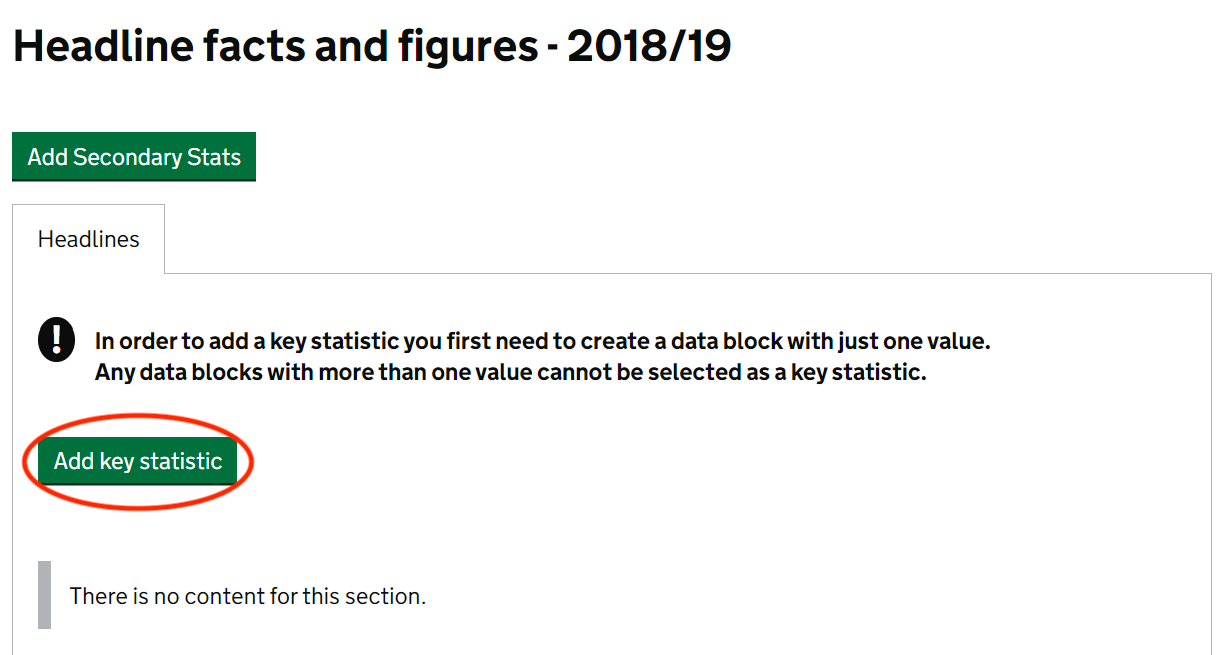 Headline facts and figures - 2018/19
Add Secondary Stats
Headlines
In order to add a key statistic you first need to create a data block with just one value.
Any data blocks with more than one value cannot be selected as a key statistic.
Add key statistic
There is no content for this section.